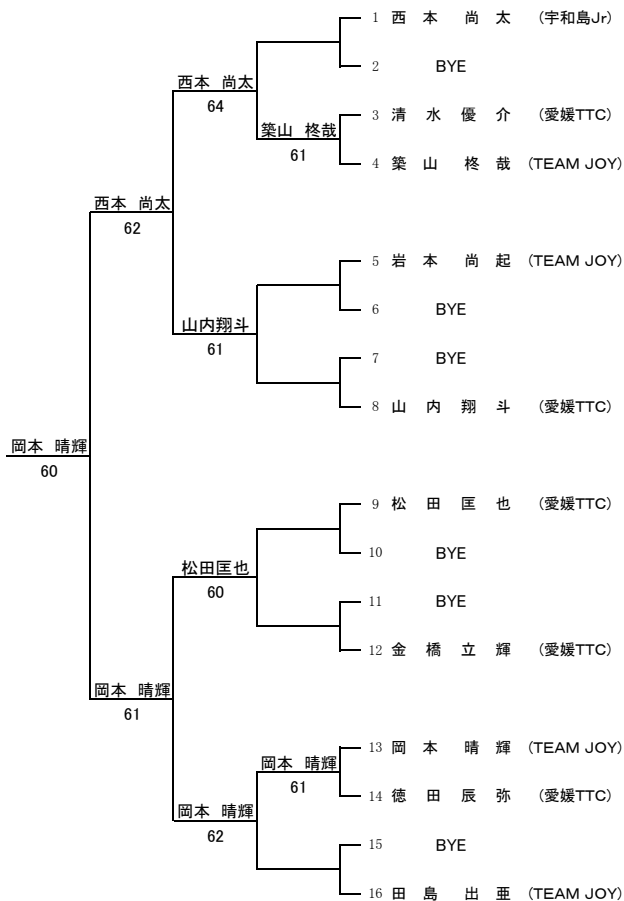 1 西 本 尚 太 (宇和島Jr)
2 BYE
3 清 水 優 介 (愛媛TTC)
4 築 山 柊 哉 (TEAM JOY)
5 岩 本 尚 起 (TEAM JOY)
6 BYE
7 BYE
8 山 内 翔 斗 (愛媛TTC)
9 松 田 匡 也 (愛媛TTC)
10 BYE
11 BYE
12 金 橋 立 輝 (愛媛TTC)
13 岡 本 晴 輝 (TEAM JOY)
14 徳 田 辰 弥 (愛媛TTC)
15 BYE
16 田 島 出 亜 (TEAM JOY)
築山 柊哉
61
岡本 晴輝
61
西本 尚太
64
山内翔斗
61
松田匡也
60
岡本 晴輝
62
西本 尚太
62
岡本 晴輝
61
岡本 晴輝
60